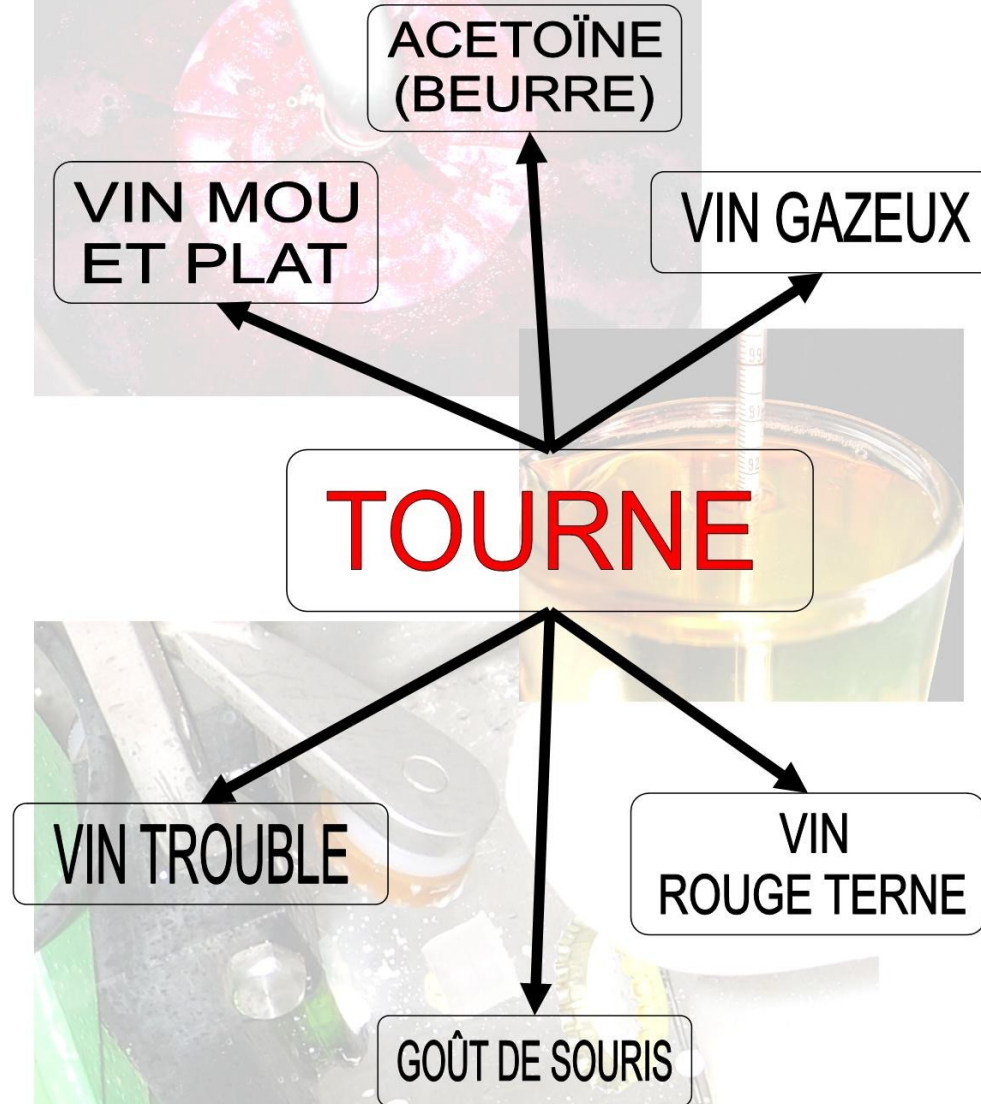 ACETOÏNE
(BEURRE)
VIN MOU
ET PLAT
VIN GAZEUX
TOURNE
VIN TROUBLE
VIN
ROUGE TERNE
GOÛT DE SOURIS